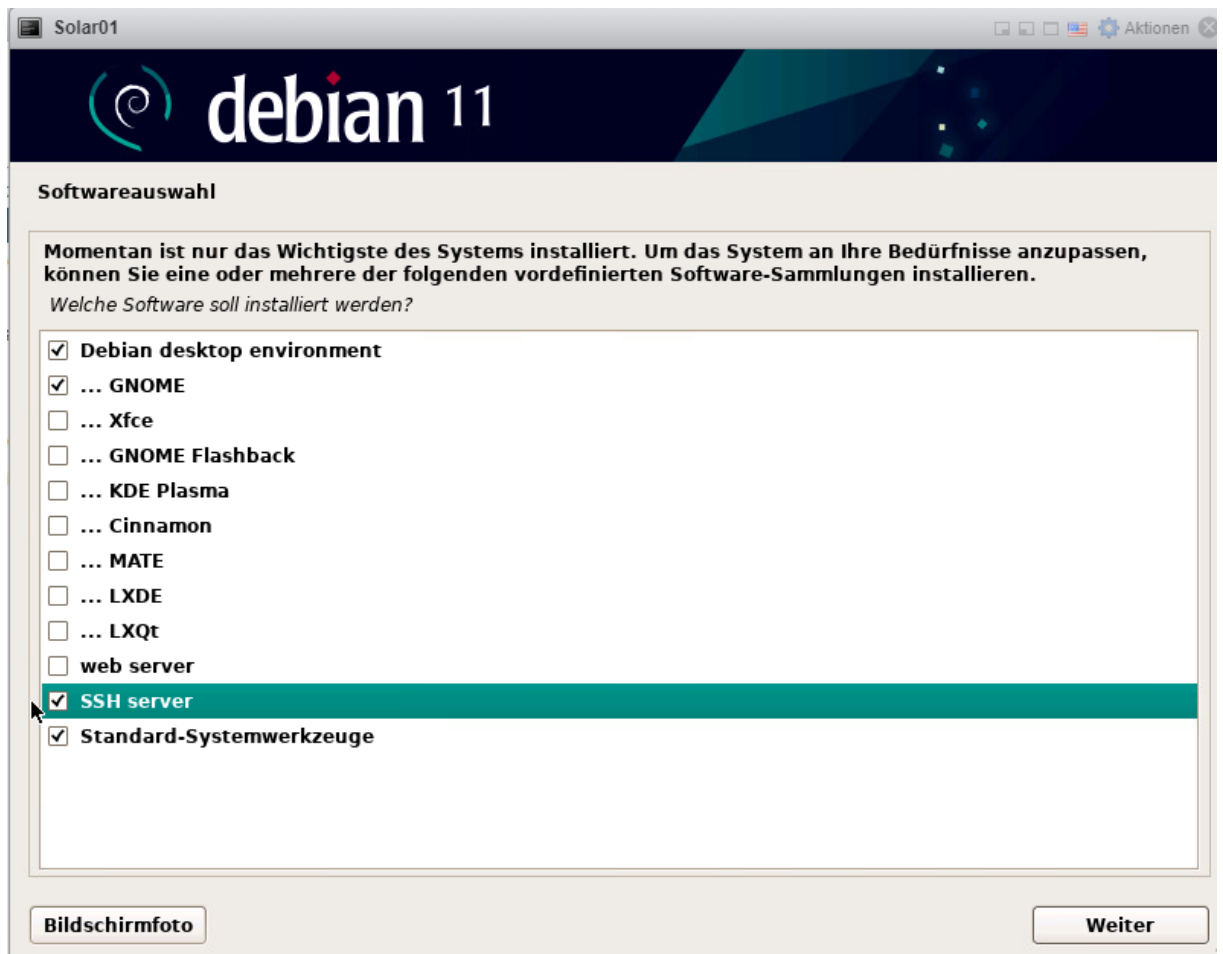 Solar01
Aktionen
debian 11
Softwareauswahl
Momentan ist nur das Wichtigste des Systems installiert. Um das System an Ihre Bedürfnisse anzupassen,
können Sie eine oder mehrere der folgenden vordefinierten Software-Sammlungen installieren.
Welche Software soll installiert werden?
Debian desktop environment
... GNOME
... Xfce
... GNOME Flashback
... KDE Plasma
... Cinnamon
... MATE
... LXDE
... LXQt
web server
SSH server
Standard-Systemwerkzeuge
Bildschirmfoto
Weiter